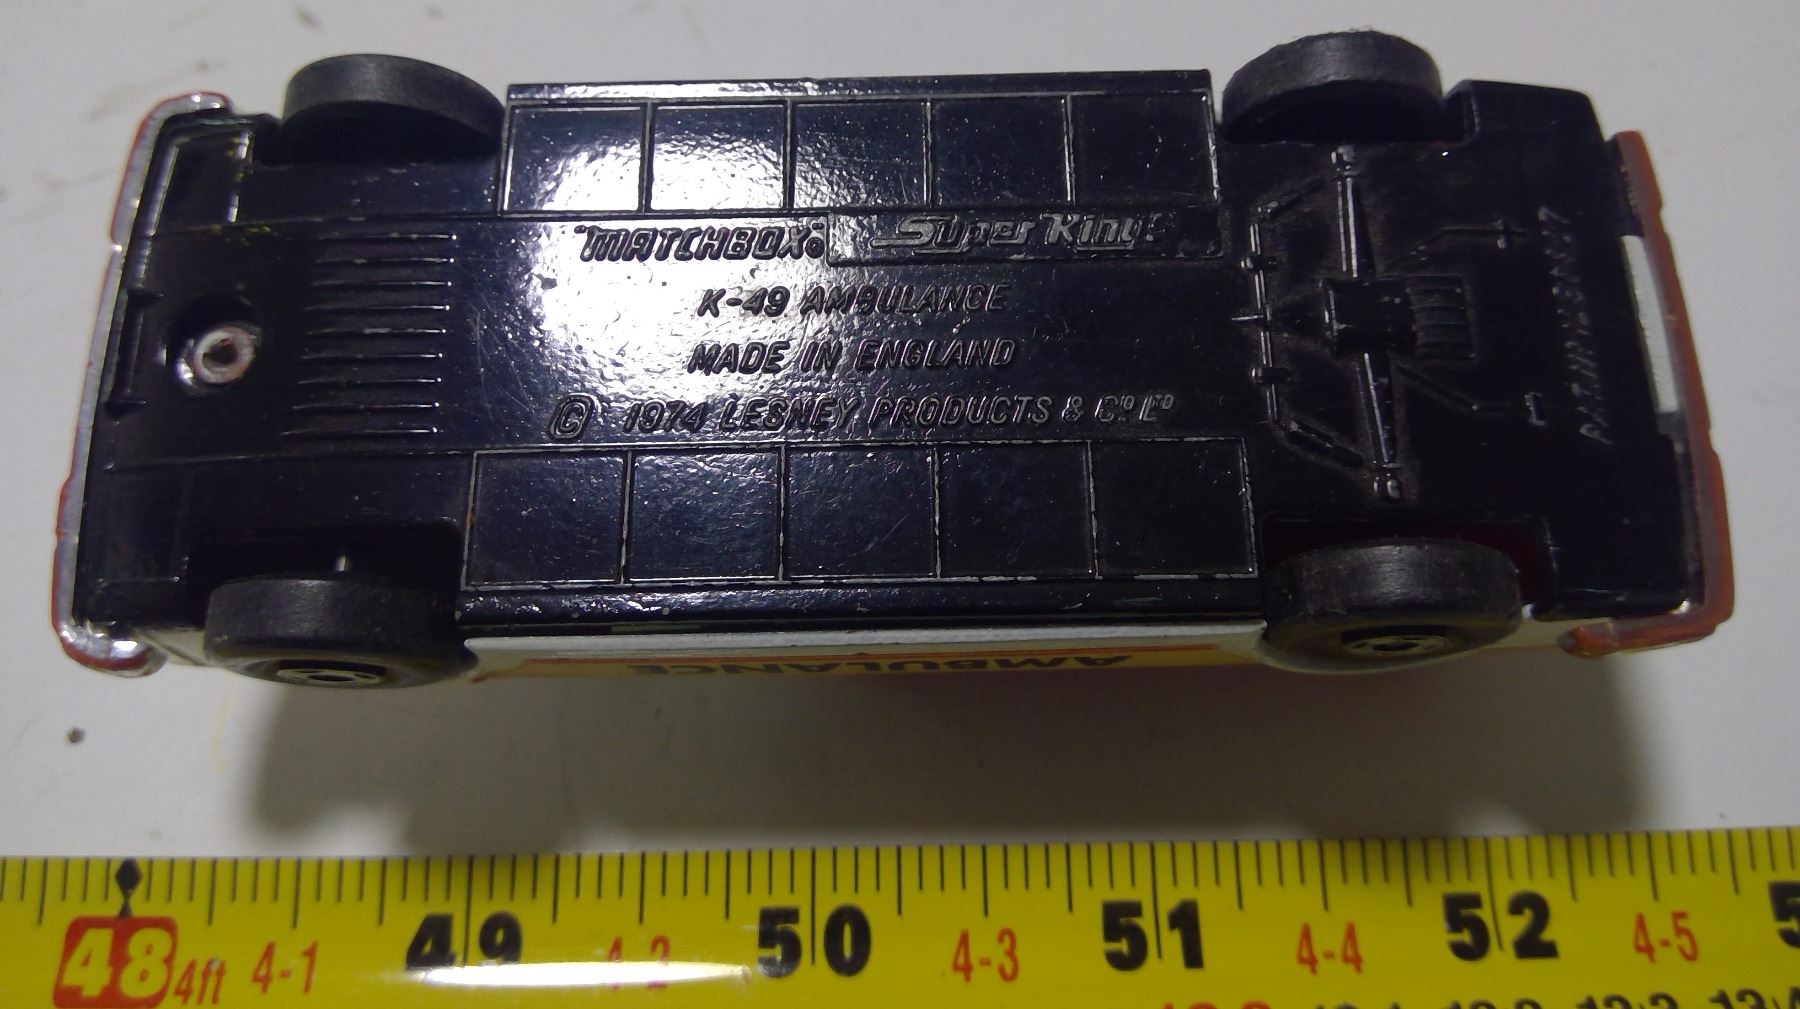 "MATCHBOX"® Super Kings
K-49 AMBULANCE
MADE IN ENGLAND
© 1974 LESNEY PRODUCTS & Cº Lᵀᴰ
AMBULANCE
48 4ft 4-1 49 4-2 50 4-3 51 4-4 52 4-5